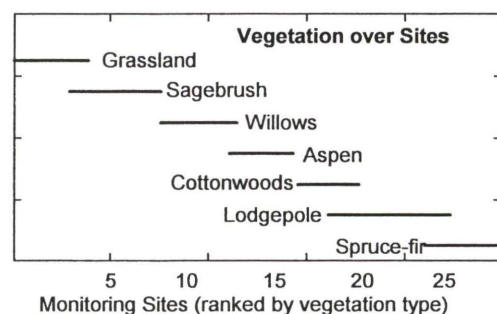 Vegetation over Sites
Grassland
Sagebrush
Willows
Aspen
Cottonwoods
Lodgepole
Spruce-fir
5 10 15 20 25
Monitoring Sites (ranked by vegetation type)